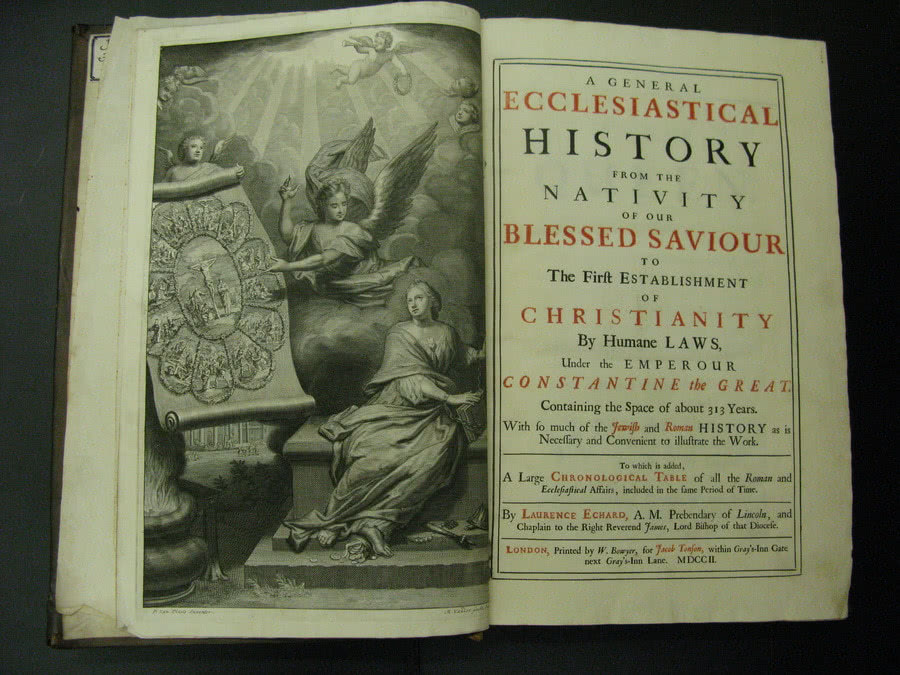 A GENERAL
ECCLESIASTICAL
HISTORY
FROM THE
NATIVITY
OF OUR
BLESSED SAVIOUR
TO
The Firſt ESTABLISHMENT
OF
CHRISTIANITY
By Humane LAWS,
Under the EMPEROUR
CONSTANTINE the GREAT.
Containing the Space of about 313 Years.
With ſo much of the Jewiſh and Roman HISTORY as is
Neceſſary and Convenient to illuſtrate the Work.
To which is added,
A Large CHRONOLOGICAL TABLE of all the Roman and
Eccleſiaſtical Affairs, included in the ſame Period of Time.
By LAURENCE ECHARD, A. M. Prebendary of Lincoln, and
Chaplain to the Right Reverend James, Lord Biſhop of that Dioceſe.
LONDON, Printed by W. Bowyer, for Jacob Tonſon, within Gray's-Inn Gate
next Gray's-Inn Lane. MDCCII.